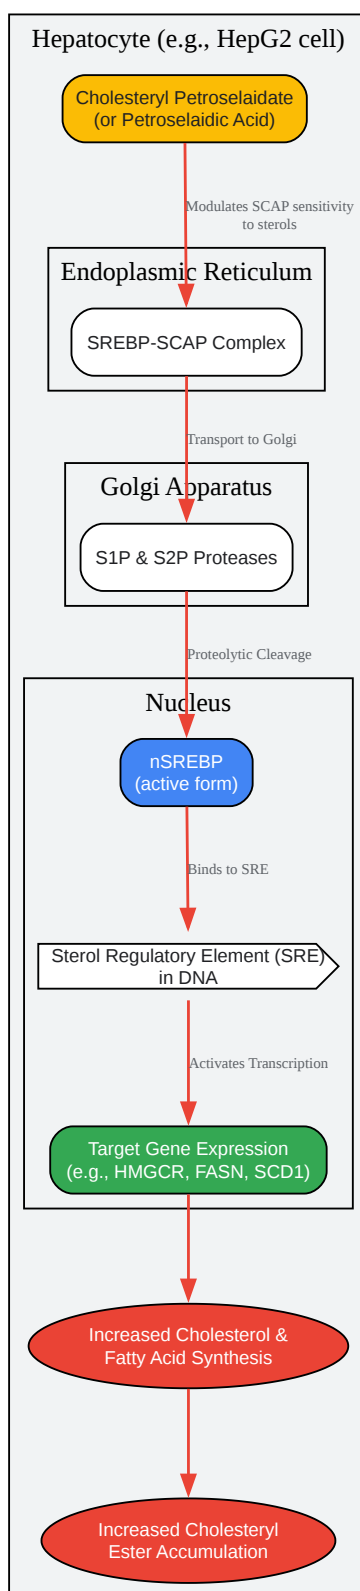 Hepatocyte (e.g., HepG2 cell)
Cholesteryl Petroselaidate
(or Petroselaidic Acid)
Modulates SCAP sensitivity
to sterols
Endoplasmic Reticulum
SREBP-SCAP Complex
Transport to Golgi
Golgi Apparatus
S1P & S2P Proteases
Proteolytic Cleavage
Nucleus
nSREBP
(active form)
Binds to SRE
Sterol Regulatory Element (SRE)
in DNA
Activates Transcription
Target Gene Expression
(e.g., HMGCR, FASN, SCD1)
Increased Cholesterol &
Fatty Acid Synthesis
Increased Cholesteryl
Ester Accumulation